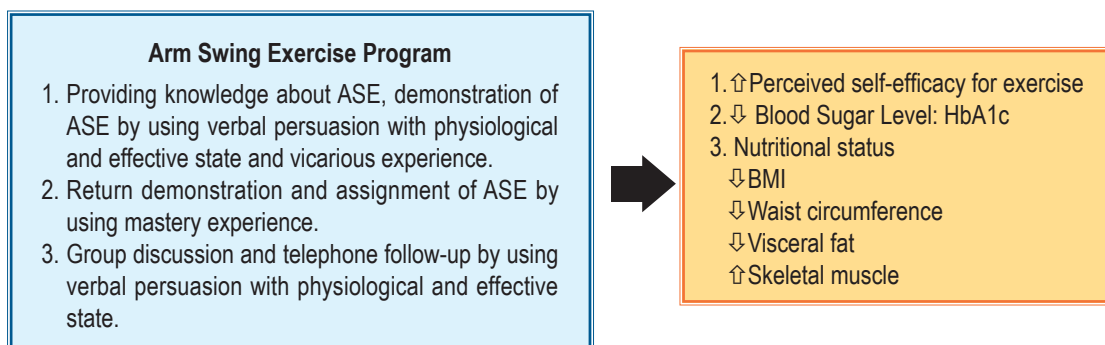 Arm Swing Exercise Program
1. Providing knowledge about ASE, demonstration of
ASE by using verbal persuasion with physiological
and effective state and vicarious experience.
2. Return demonstration and assignment of ASE by
using mastery experience.
3. Group discussion and telephone follow-up by using
verbal persuasion with physiological and effective
state.
1.⇧Perceived self-efficacy for exercise
2.⇩ Blood Sugar Level: HbA1c
3. Nutritional status
⇩BMI
⇩Waist circumference
⇩Visceral fat
⇧Skeletal muscle